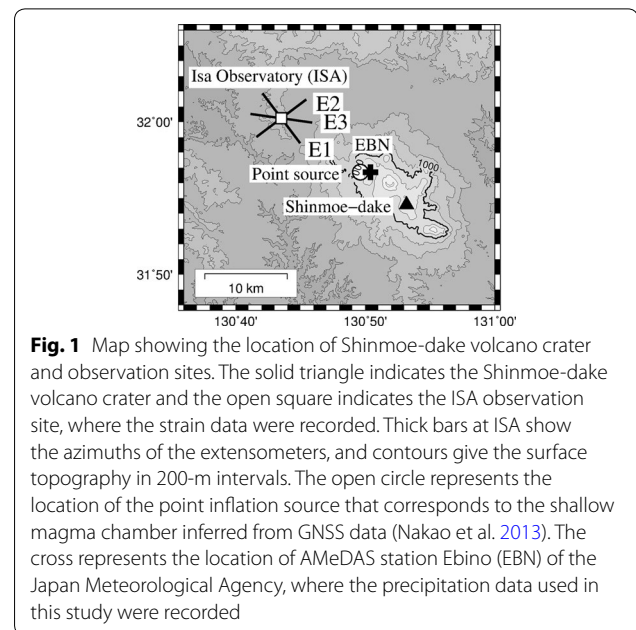 Isa Observatory (ISA)
E2
E3
E1
EBN
1000
Point source
Shinmoe-dake
32°00'
31°50'
10 km
130°40'
130°50'
131°00'
Fig. 1 Map showing the location of Shinmoe-dake volcano crater
and observation sites. The solid triangle indicates the Shinmoe-dake
volcano crater and the open square indicates the ISA observation
site, where the strain data were recorded. Thick bars at ISA show
the azimuths of the extensometers, and contours give the surface
topography in 200-m intervals. The open circle represents the
location of the point inflation source that corresponds to the shallow
magma chamber inferred from GNSS data (Nakao et al. 2013). The
cross represents the location of AMeDAS station Ebino (EBN) of the
Japan Meteorological Agency, where the precipitation data used in
this study were recorded